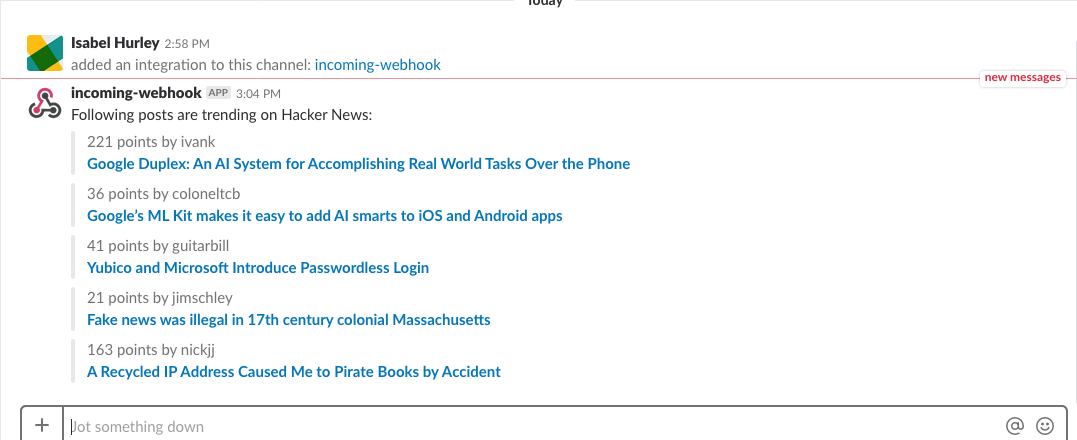 Today
Isabel Hurley 2:58 PM
added an integration to this channel: incoming-webhook
new messages
incoming-webhook APP 3:04 PM
Following posts are trending on Hacker News:
221 points by ivank
Google Duplex: An AI System for Accomplishing Real World Tasks Over the Phone
36 points by coloneltcb
Google’s ML Kit makes it easy to add AI smarts to iOS and Android apps
41 points by guitarbill
Yubico and Microsoft Introduce Passwordless Login
21 points by jimschley
Fake news was illegal in 17th century colonial Massachusetts
163 points by nickjj
A Recycled IP Address Caused Me to Pirate Books by Accident
+ Jot something down @